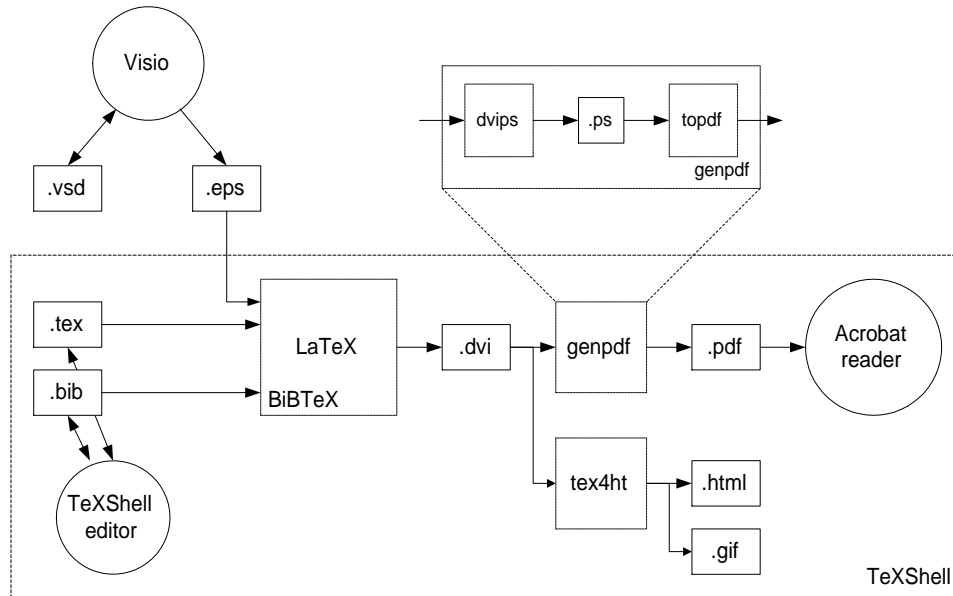 Visio
.vsd
.eps
dvips
.ps
topdf
genpdf
.tex
.bib
LaTeX
BiBTeX
.dvi
genpdf
.pdf
Acrobat
reader
TeXShell
editor
tex4ht
.html
.gif
TeXShell